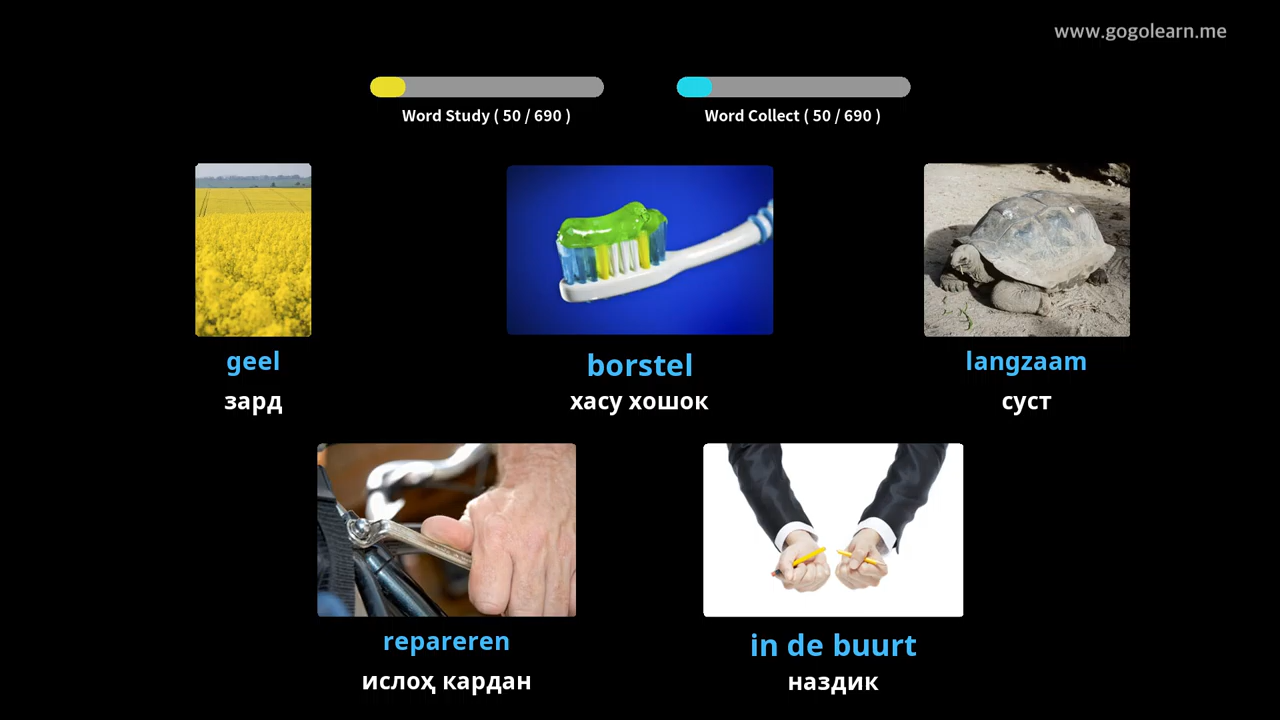 www.gogolearn.me
Word Study ( 50 / 690 )
Word Collect ( 50 / 690 )
geel
зард
borstel
хасу хошок
langzaam
суст
repareren
ислоҳ кардан
in de buurt
наздик